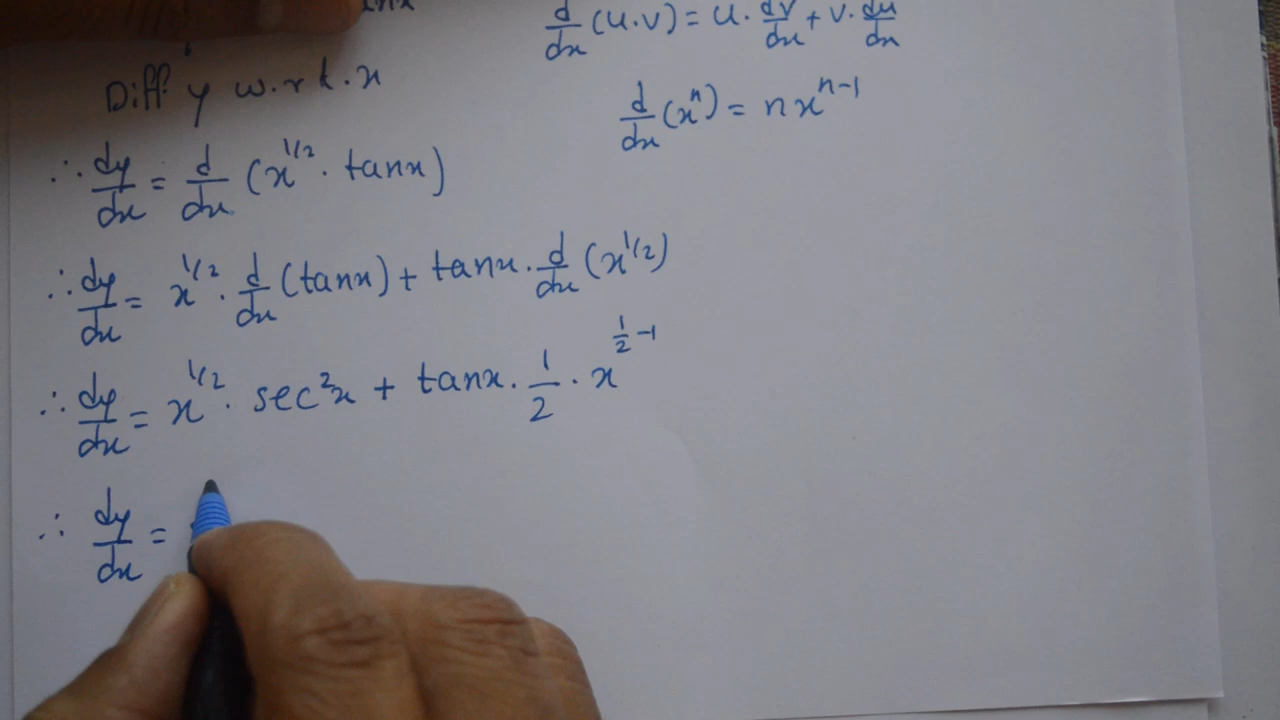 d/dx (u.v) = u. dv/dx + v. du/dx
Diff y w.r.t.x
d/dx (xⁿ) = nxⁿ⁻¹
∴ dy/dx = d/dx (x^1/2 . tanx)
∴ dy/dx = x^1/2 . d/dx (tanx) + tanx . d/dx (x^1/2)
∴ dy/dx = x^1/2 . sec²x + tanx . 1/2 . x^1/2-1
∴ dy/dx =